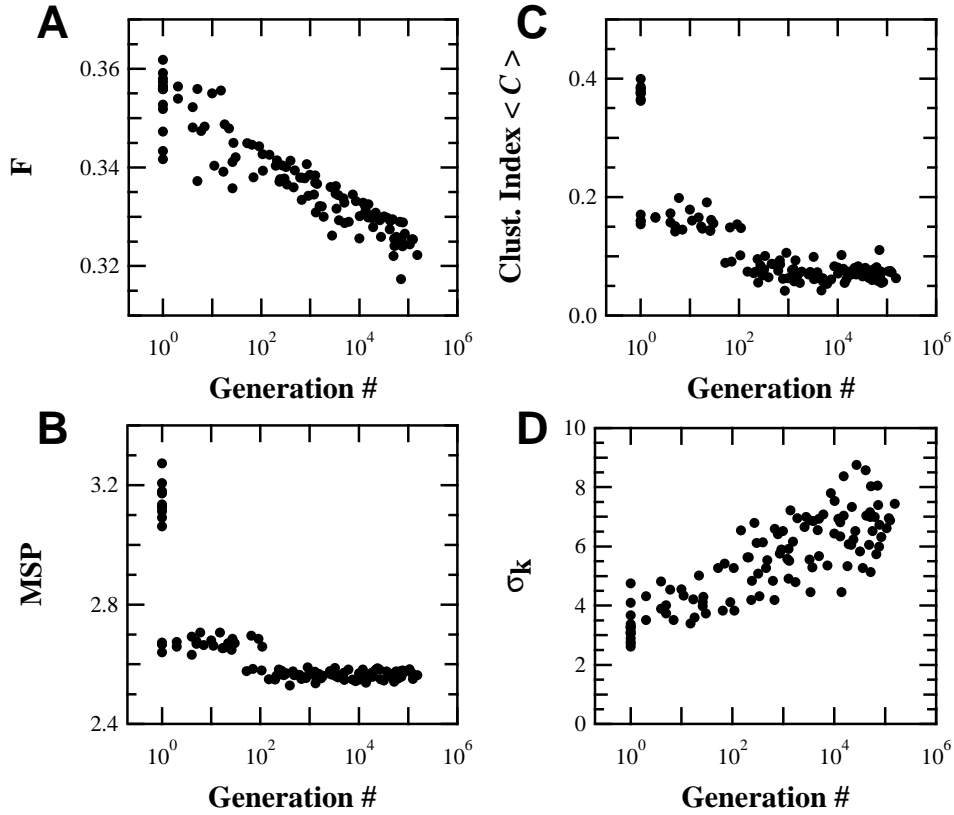 A
0.36
0.34
0.32
F
10^0 10^2 10^4 10^6
Generation #
C
0.4
0.2
0.0
Clust. Index < C >
10^0 10^2 10^4 10^6
Generation #
B
3.2
2.8
2.4
MSP
10^0 10^2 10^4 10^6
Generation #
D
10
8
6
4
2
0
σk
10^0 10^2 10^4 10^6
Generation #